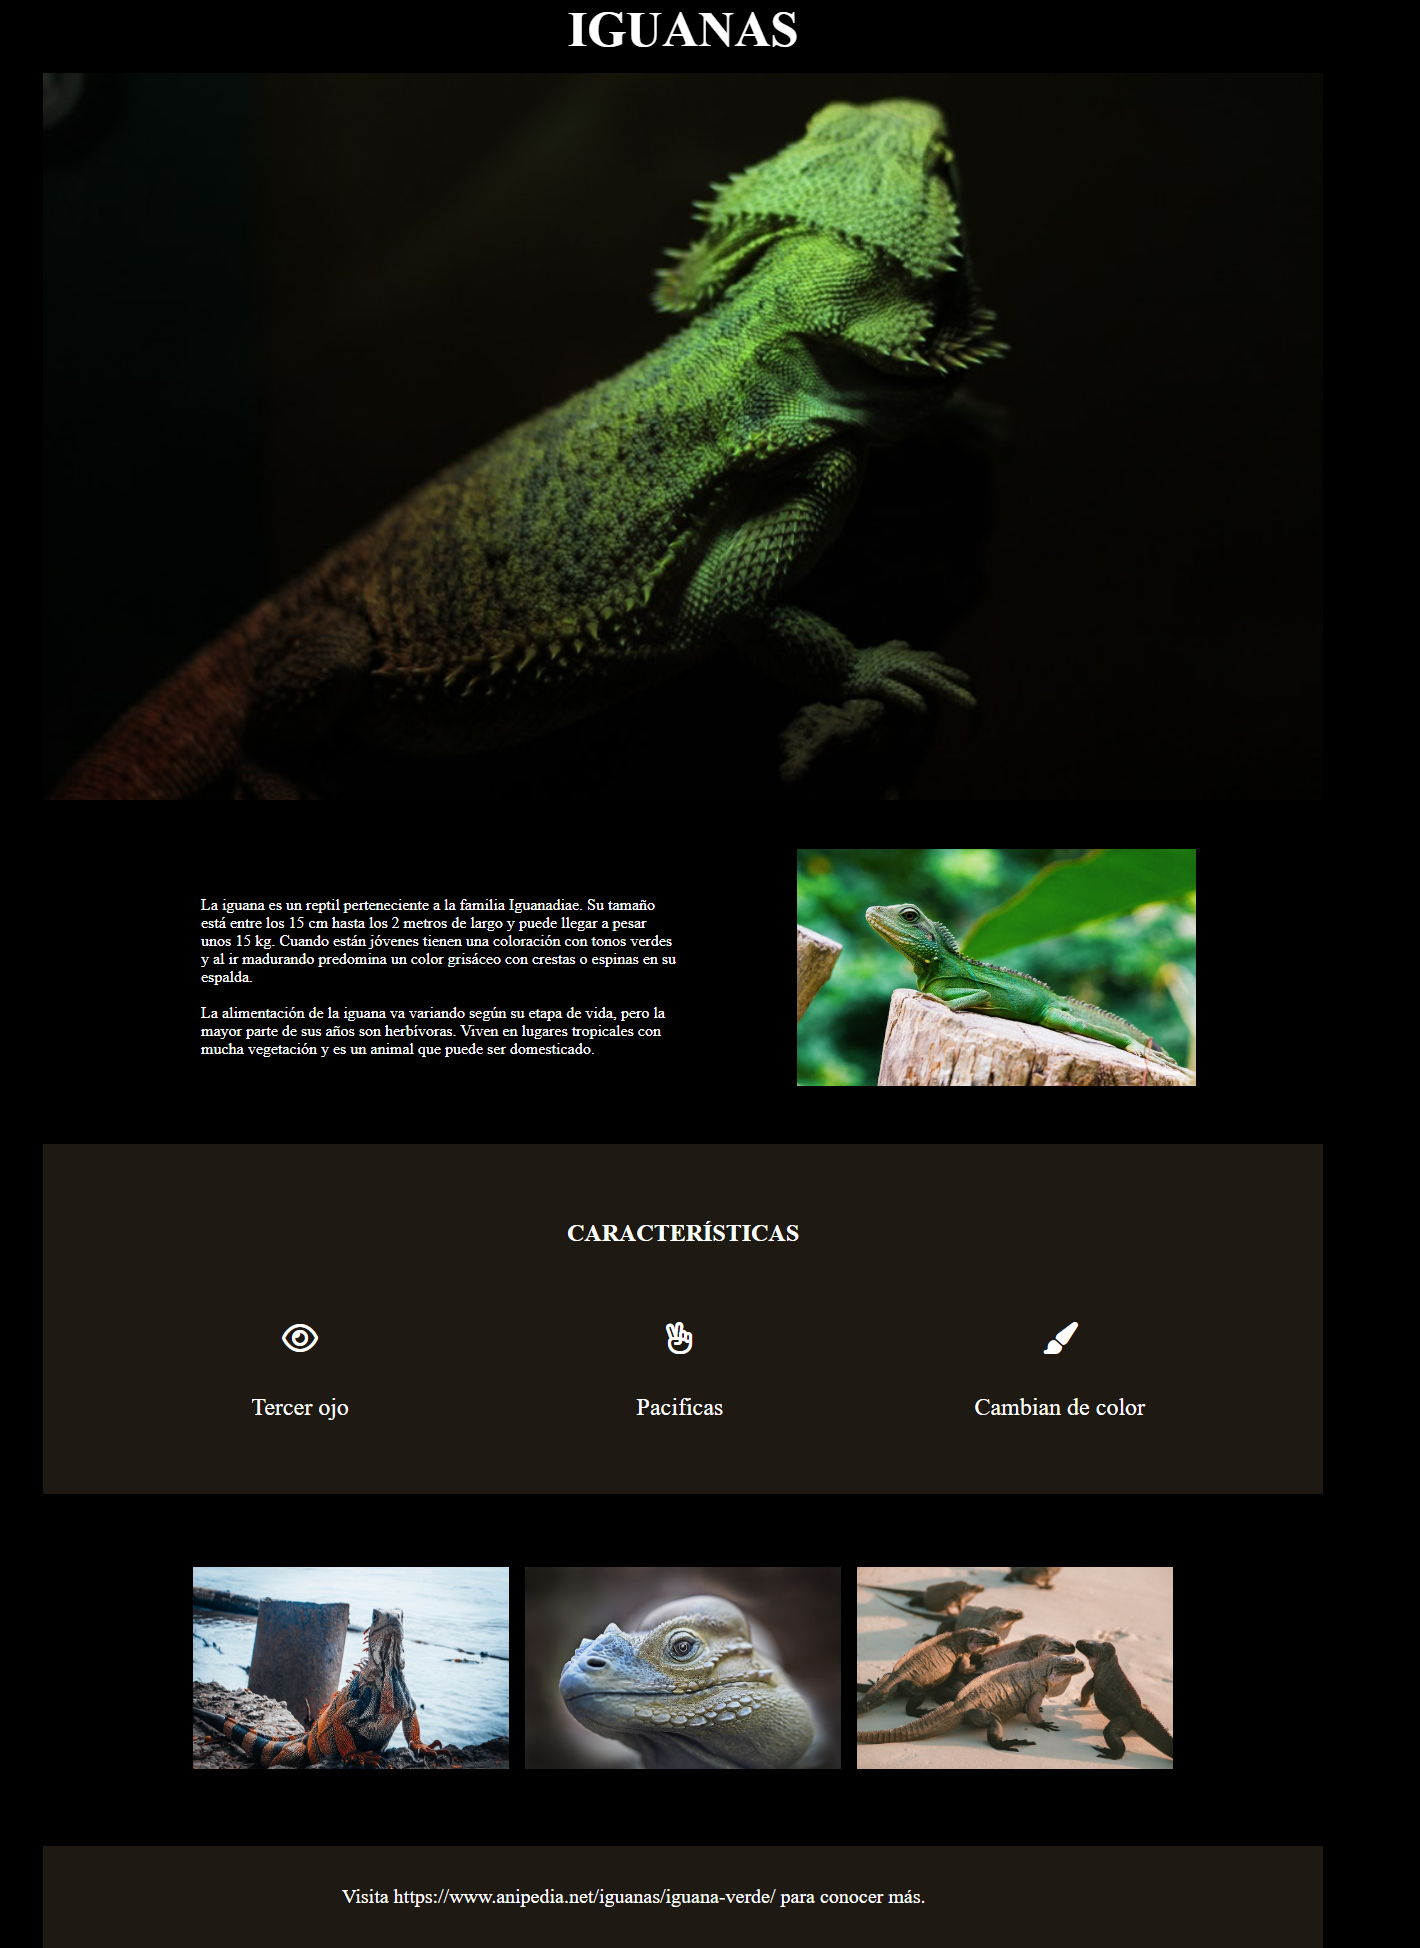 IGUANAS
La iguana es un reptil perteneciente a la familia Iguanadiae. Su tamaño
está entre los 15 cm hasta los 2 metros de largo y puede llegar a pesar
unos 15 kg. Cuando están jóvenes tienen una coloración con tonos verdes
y al ir madurando predomina un color grisáceo con crestas o espinas en su
espalda.
La alimentación de la iguana va variando según su etapa de vida, pero la
mayor parte de sus años son herbívoras. Viven en lugares tropicales con
mucha vegetación y es un animal que puede ser domesticado.
CARACTERÍSTICAS
Tercer ojo
Pacificas
Cambian de color
Visita https://www.anipedia.net/iguanas/iguana-verde/ para conocer más.